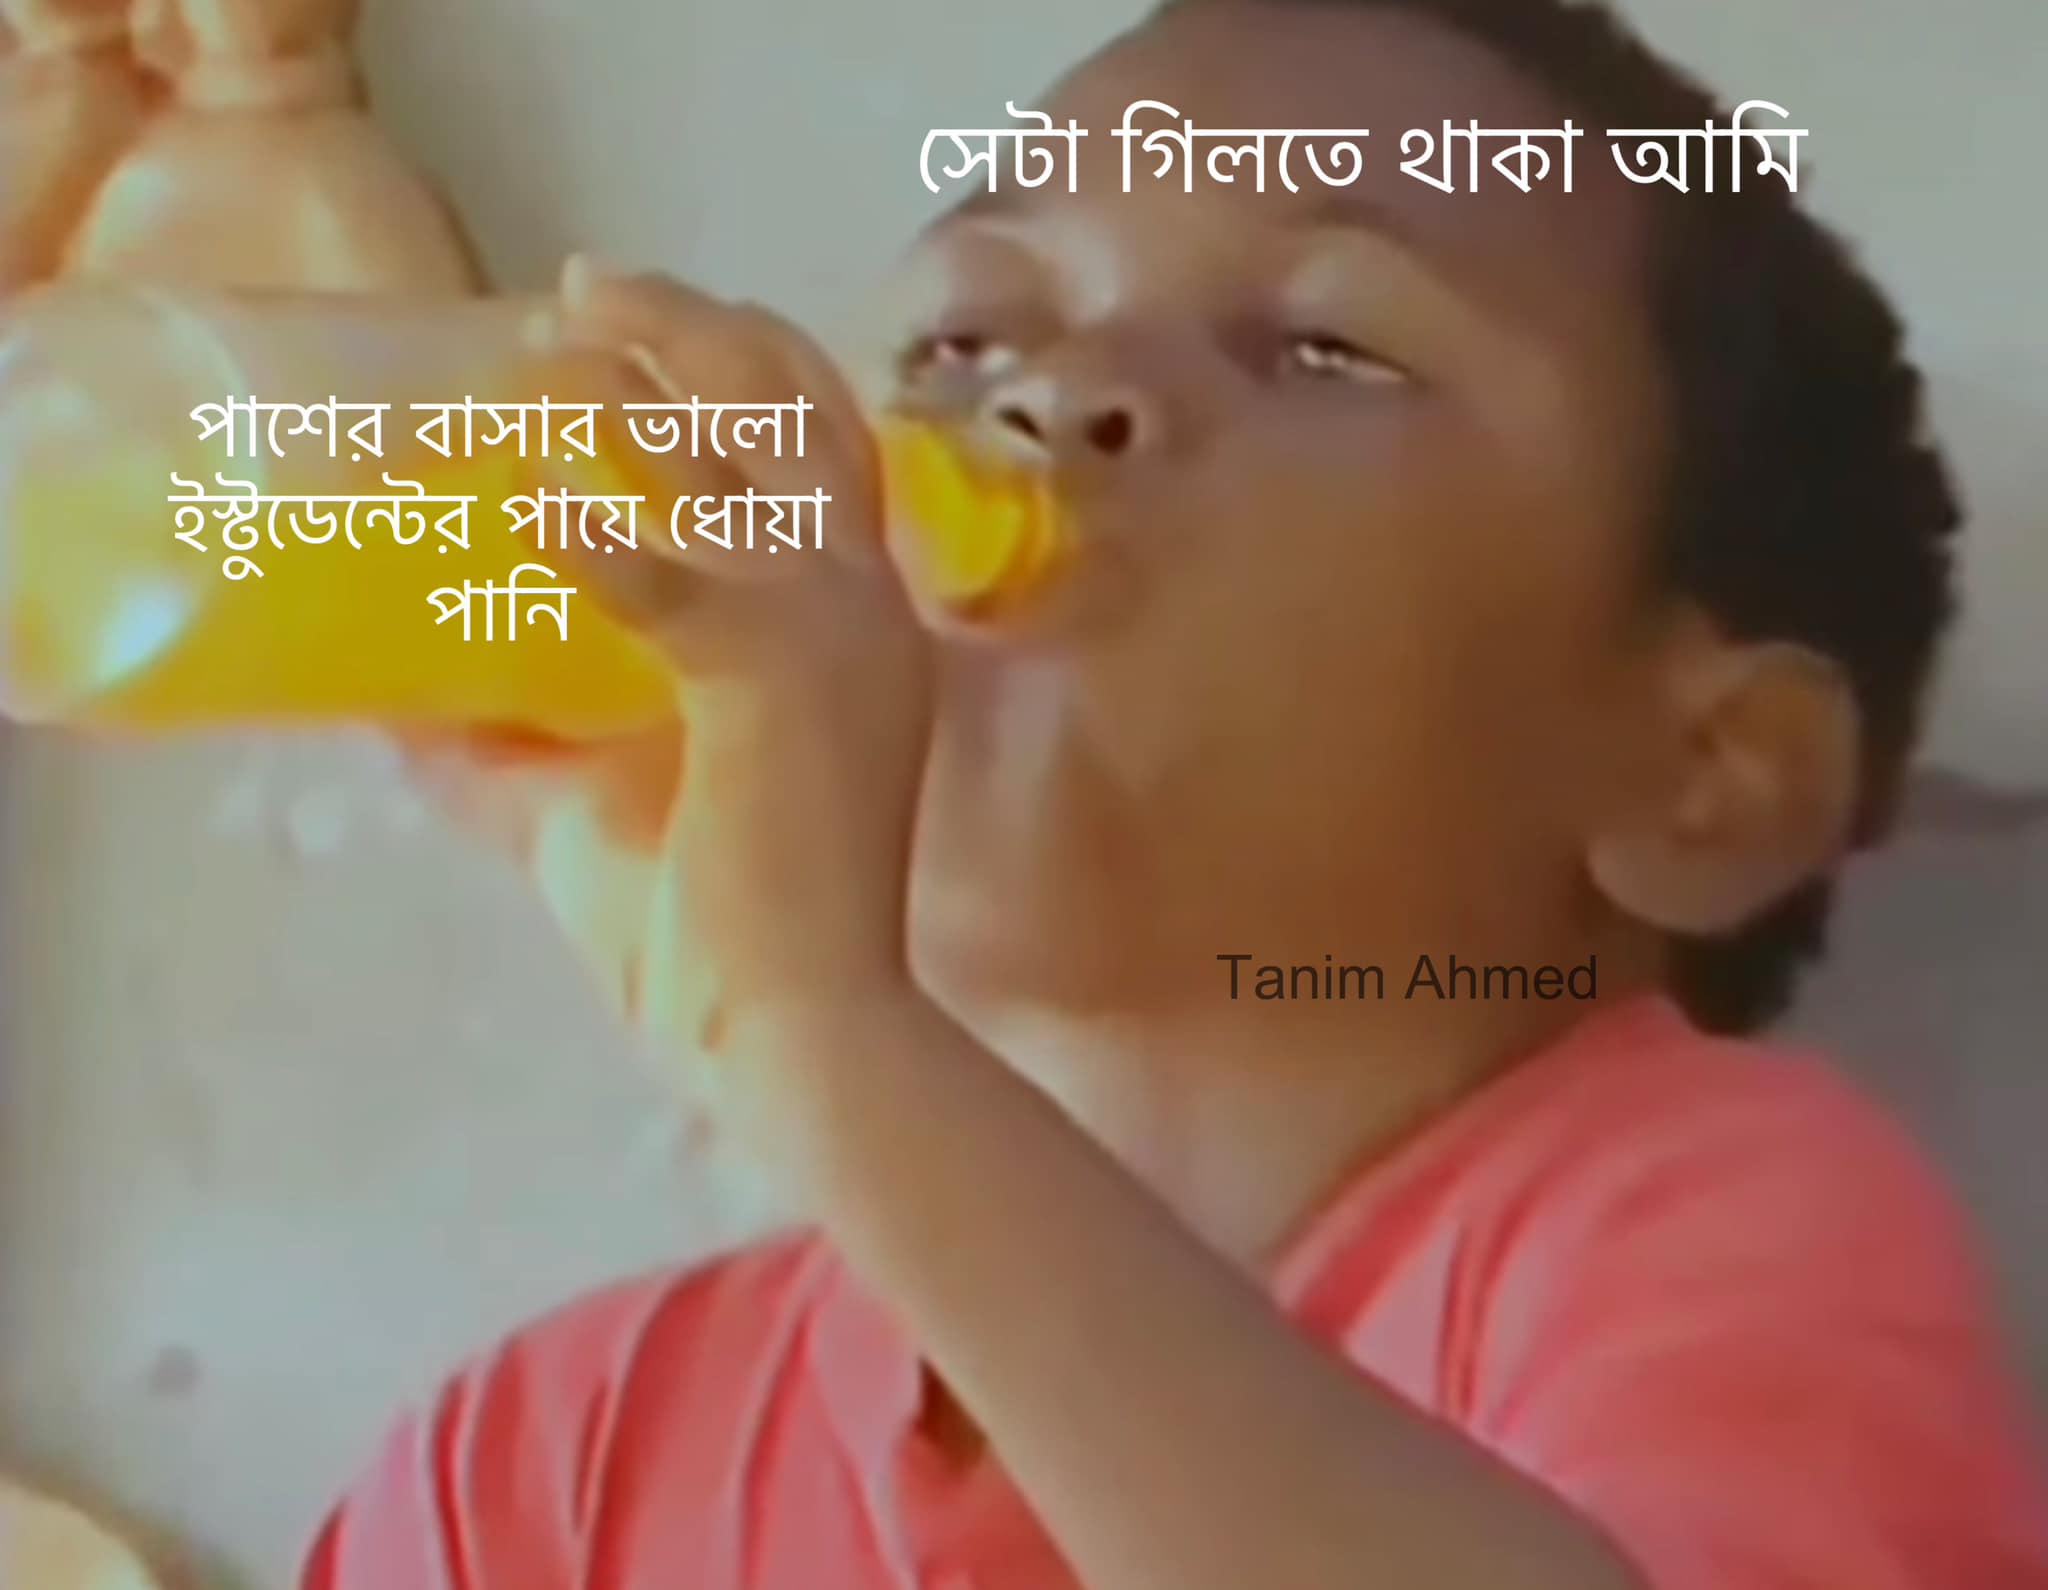 সেটা গিলতে থাকা আমি
পাশের বাসার ভালো
ইস্টুডেন্টের পায়ে ধোয়া
পানি
Tanim Ahmed